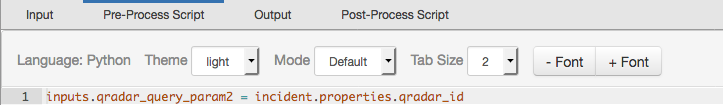 Input Pre-Process Script Output Post-Process Script
Language: Python Theme light Mode Default Tab Size 2 - Font + Font
1 inputs.qradar_query_param2 = incident.properties.qradar_id